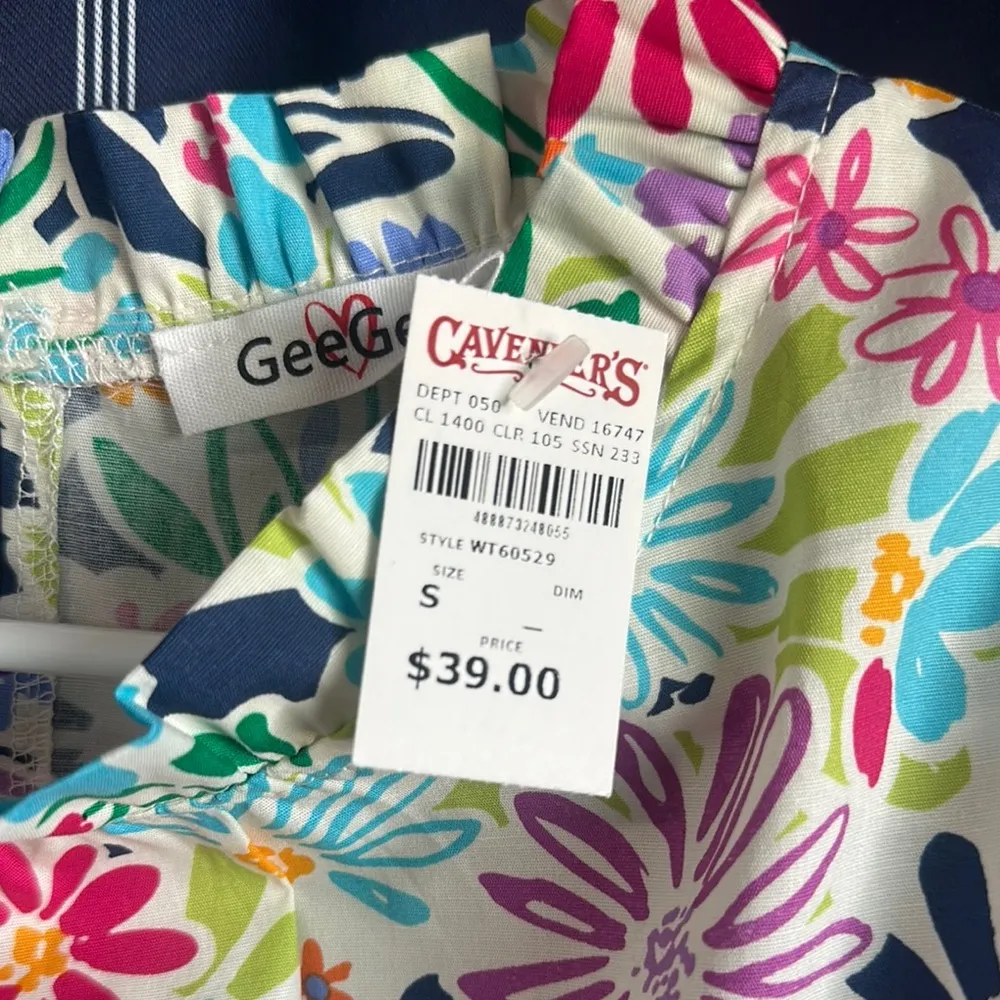 GeeGe
CAVENDER'S
DEPT 050 VEND 16747
CL 1400 CLR 105 SSN 233
488873248055
STYLE WT60529
SIZE DIM
S —
PRICE
$39.00